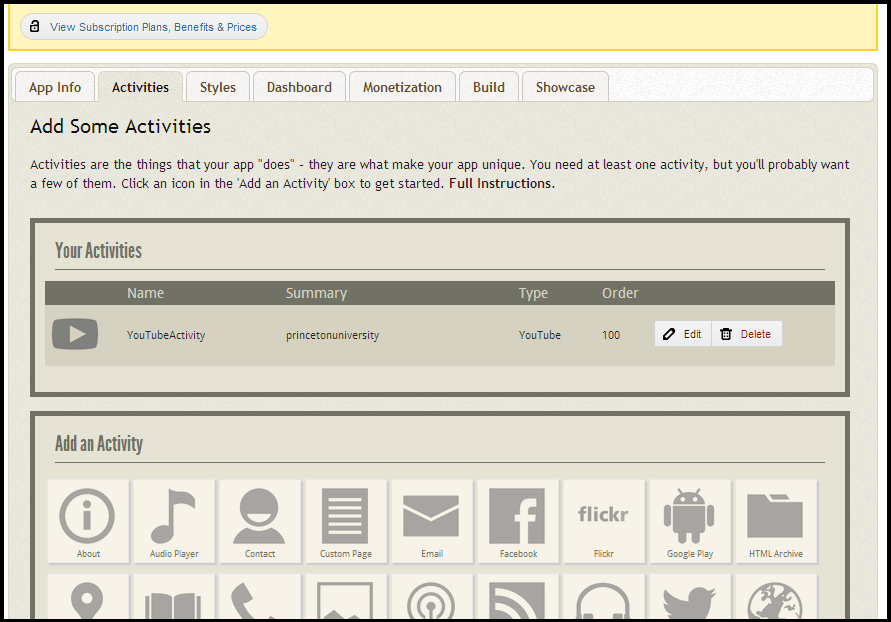 View Subscription Plans, Benefits & Prices
App Info Activities Styles Dashboard Monetization Build Showcase
Add Some Activities
Activities are the things that your app "does" - they are what make your app unique. You need at least one activity, but you'll probably want
a few of them. Click an icon in the 'Add an Activity' box to get started. Full Instructions.
Your Activities
Name Summary Type Order
YouTubeActivity princetonuniversity YouTube 100 Edit Delete
Add an Activity
flickr
About Audio Player Contact Custom Page Email Facebook Flickr Google Play HTML Archive